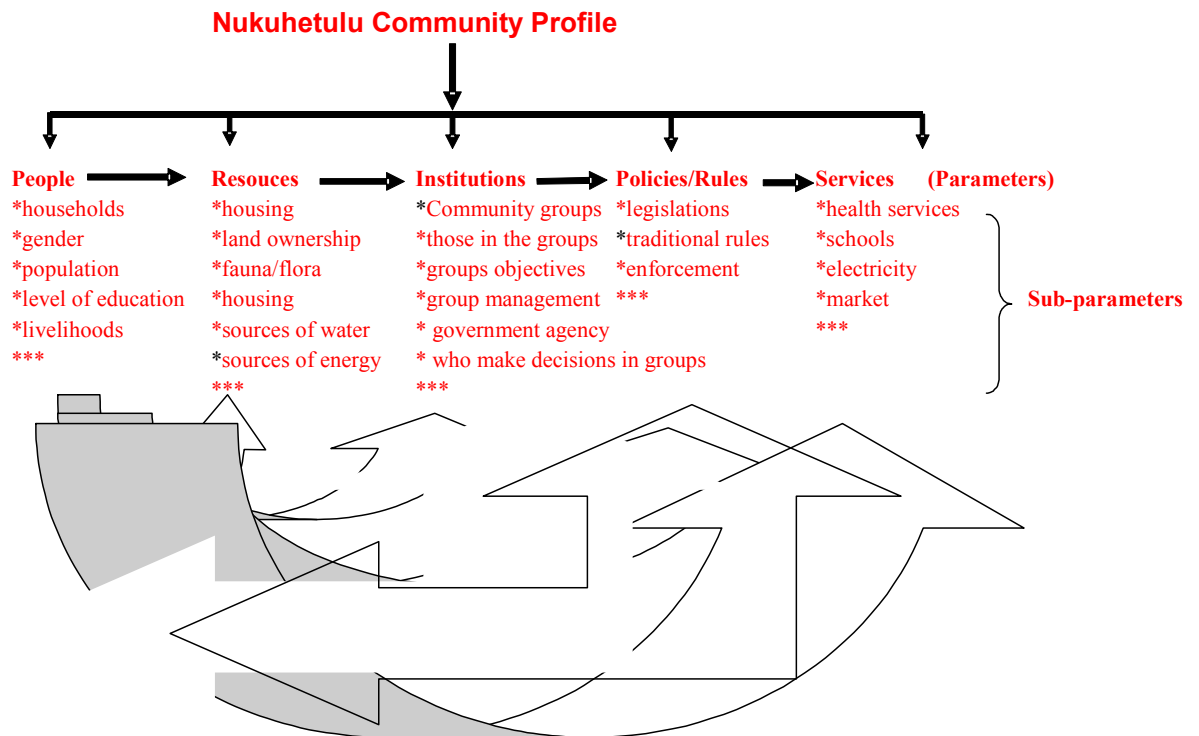 Nukuhetulu Community Profile
People
*households
*gender
*population
*level of education
*livelihoods
***
Resouces
*housing
*land ownership
*fauna/flora
*housing
*sources of water
*sources of energy
***
Institutions
*Community groups
*those in the groups
*groups objectives
*group management
* government agency
* who make decisions in groups
***
Policies/Rules
*legislations
*traditional rules
*enforcement
***
Services (Parameters)
*health services
*schools
*electricity
*market
***
Sub-parameters